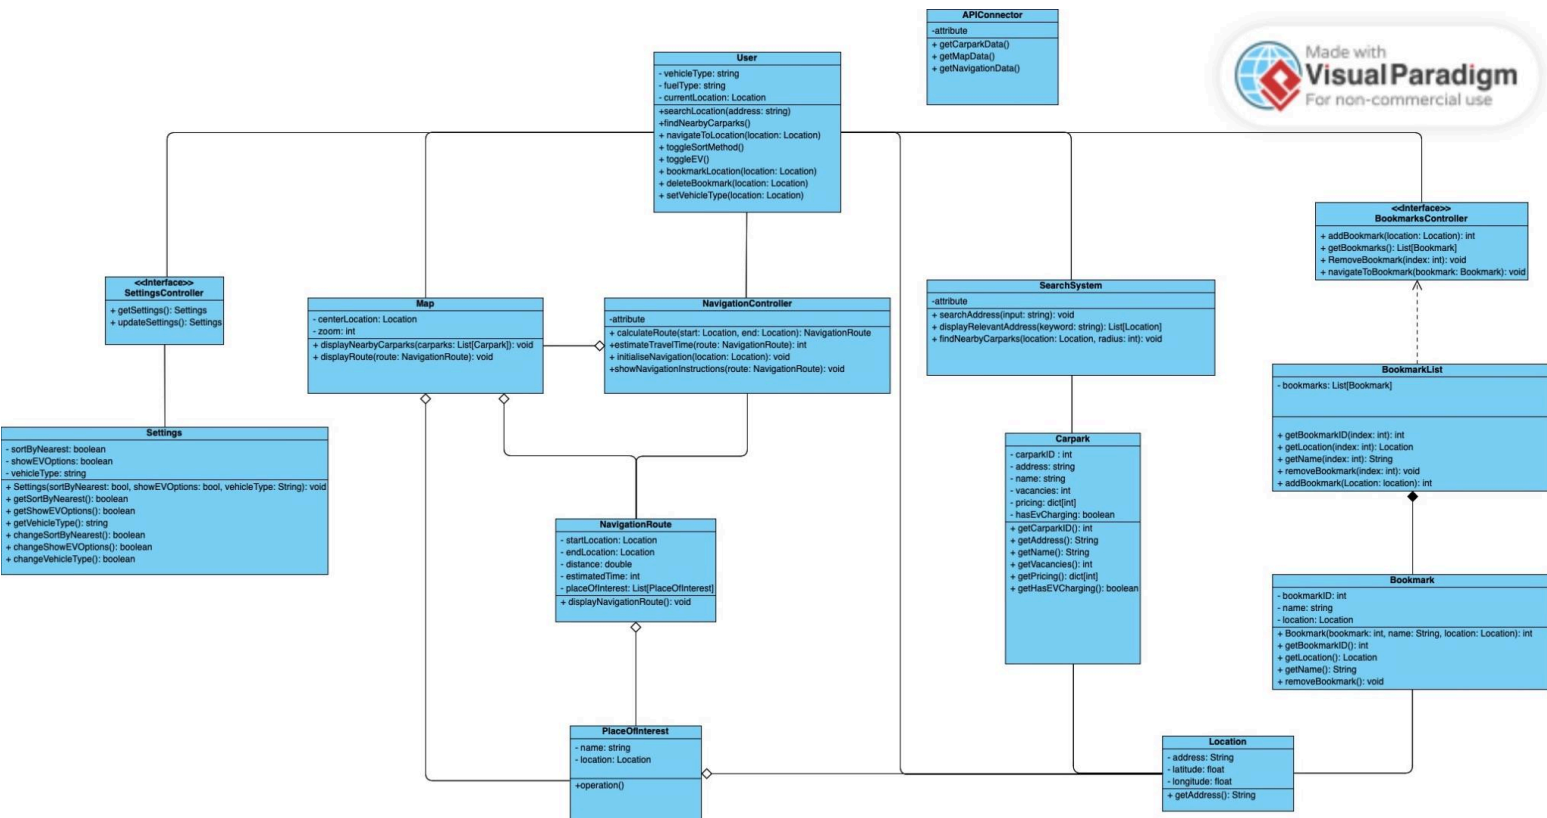 APIConnector
-attribute
+ getCarparkData()
+ getMapData()
+ getNavigationData()
Made with
Visual Paradigm
For non-commercial use
User
- vehicleType: string
- fuelType: string
- currentLocation: Location
+searchLocation(address: string)
+findNearbyCarparks()
+ navigateToLocation(location: Location)
+ toggleSortMethod()
+ toggleEV()
+ bookmarkLocation(location: Location)
+ deleteBookmark(location: Location)
+ setVehicleType(location: Location)
<<Interface>>
BookmarksController
+ addBookmark(location: Location): int
+ getBookmarks(): List[Bookmark]
+ RemoveBookmark(index: int): void
+ navigateToBookmark(bookmark: Bookmark): void
<<Interface>>
SettingsController
+ getSettings(): Settings
+ updateSettings(): Settings
Map
- centerLocation: Location
- zoom: int
+ displayNearbyCarparks(carparks: List[Carpark]): void
+ displayRoute(route: NavigationRoute): void
NavigationController
-attribute
+ calculateRoute(start: Location, end: Location): NavigationRoute
+estimateTravelTime(route: NavigationRoute): int
+ initialiseNavigation(location: Location): void
+showNavigationInstructions(route: NavigationRoute): void
SearchSystem
-attribute
+ searchAddress(input: string): void
+ displayRelevantAddress(keyword: string): List[Location]
+ findNearbyCarparks(location: Location, radius: int): void
BookmarkList
- bookmarks: List[Bookmark]
+ getBookmarkID(index: int): int
+ getLocation(index: int): Location
+ getName(index: int): String
+ removeBookmark(index: int): void
+ addBookmark(Location: location): int
Settings
- sortByNearest: boolean
- showEVOptions: boolean
- vehicleType: string
+ Settings(sortByNearest: bool, showEVOptions: bool, vehicleType: String): void
+ getSortByNearest(): boolean
+ getShowEVOptions(): boolean
+ getVehicleType(): string
+ changeSortByNearest(): boolean
+ changeShowEVOptions(): boolean
+ changeVehicleType(): boolean
Carpark
- carparkID : int
- address: string
- name: string
- vacancies: int
- pricing: dict[int]
- hasEvCharging: boolean
+ getCarparkID(): int
+ getAddress(): String
+ getName(): String
+ getVacancies(): int
+ getPricing(): dict[int]
+ getHasEVCharging(): boolean
NavigationRoute
- startLocation: Location
- endLocation: Location
- distance: double
- estimatedTime: int
- placeOfInterest: List[PlaceOfInterest]
+ displayNavigationRoute(): void
Bookmark
- bookmarkID: int
- name: string
- location: Location
+ Bookmark(bookmark: int, name: String, location: Location): int
+ getBookmarkID(): int
+ getLocation(): Location
+ getName(): String
+ removeBookmark(): void
PlaceOfInterest
- name: string
- location: Location
+operation()
Location
- address: String
- latitude: float
- longitude: float
+ getAddress(): String